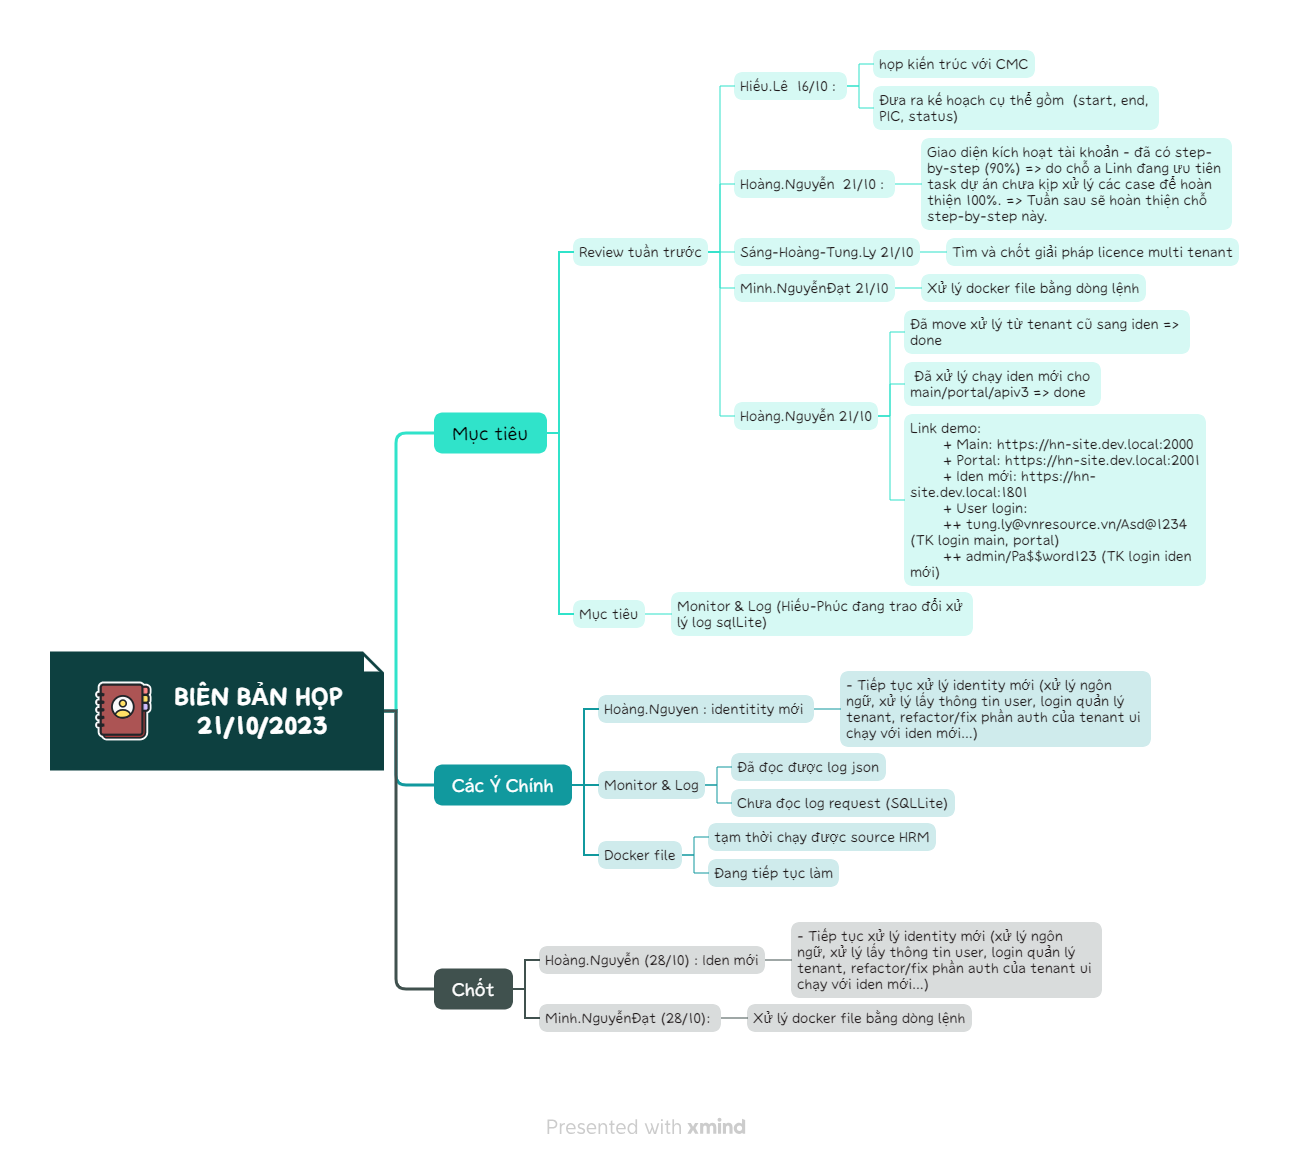 BIÊN BẢN HỌP
21/10/2023
Mục tiêu
Review tuần trước
Hiếu.Lê  16/10 :
họp kiến trúc với CMC
Đưa ra kế hoạch cụ thể gồm  (start, end,
PIC, status)
Hoàng.Nguyễn  21/10 :
Giao diện kích hoạt tài khoản - đã có step-
by-step (90%) => do chỗ a Linh đang ưu tiên
task dự án chưa kịp xử lý các case để hoàn
thiện 100%. => Tuần sau sẽ hoàn thiện chỗ
step-by-step này.
Sáng-Hoàng-Tung.Ly 21/10
Tìm và chốt giải pháp licence multi tenant
Minh.NguyễnĐạt 21/10
Xử lý docker file bằng dòng lệnh
Hoàng.Nguyễn 21/10
Đã move xử lý từ tenant cũ sang iden =>
done
Đã xử lý chạy iden mới cho
main/portal/apiv3 => done
Link demo:
+ Main: https://hn-site.dev.local:2000
+ Portal: https://hn-site.dev.local:2001
+ Iden mới: https://hn-
site.dev.local:1801
+ User login:
++ tung.ly@vnresource.vn/Asd@1234
(TK login main, portal)
++ admin/Pa$$word123 (TK login iden
mới)
Mục tiêu
Monitor & Log (Hiếu-Phúc đang trao đổi xử
lý log sqlLite)
Các Ý Chính
Hoàng.Nguyen : identitity mới
- Tiếp tục xử lý identity mới (xử lý ngôn
ngữ, xử lý lấy thông tin user, login quản lý
tenant, refactor/fix phần auth của tenant ui
chạy với iden mới...)
Monitor & Log
Đã đọc được log json
Chưa đọc log request (SQLLite)
Docker file
tạm thời chạy được source HRM
Đang tiếp tục làm
Chốt
Hoàng.Nguyễn (28/10) : Iden mới
- Tiếp tục xử lý identity mới (xử lý ngôn
ngữ, xử lý lấy thông tin user, login quản lý
tenant, refactor/fix phần auth của tenant ui
chạy với iden mới...)
Minh.NguyễnĐạt (28/10):
Xử lý docker file bằng dòng lệnh
Presented with xmind